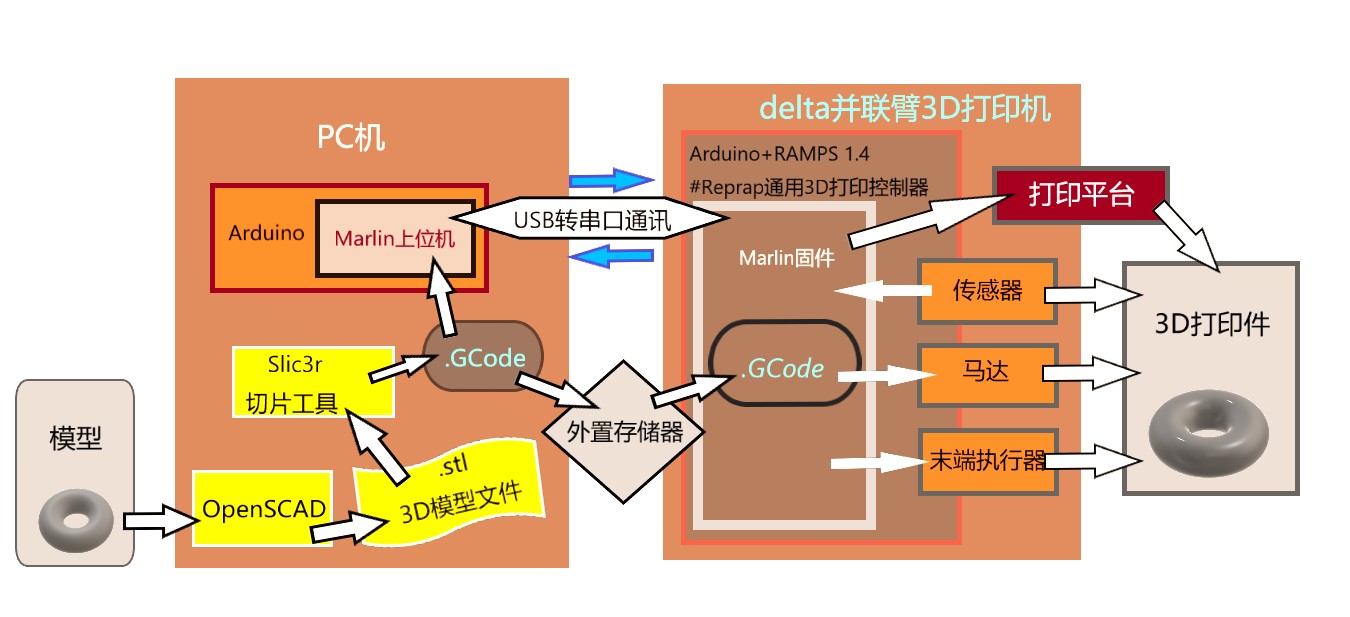 PC机
Arduino
Marlin上位机
Slic3r
切片工具
.GCode
模型
OpenSCAD
.stl
3D模型文件
USB转串口通讯
外置存储器
delta并联臂3D打印机
Arduino+RAMPS 1.4
#Reprap通用3D打印控制器
Marlin固件
.GCode
打印平台
传感器
马达
末端执行器
3D打印件